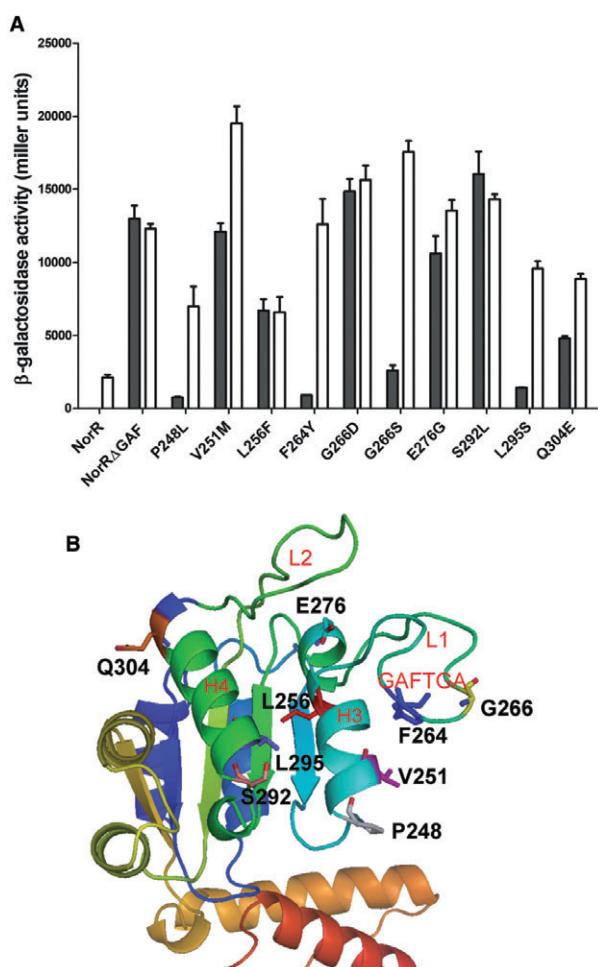 A
β-galactosidase activity (miller units)
25000
20000
15000
10000
5000
0
NorR
NorRΔGAF
P248L
V251M
L256F
F264Y
G266D
G266S
E276G
S292L
L295S
Q304E
B
L2
E276
L1
Q304
GAFTGA
H4
L256
H3
G266
F264
L295
V251
S292
P248